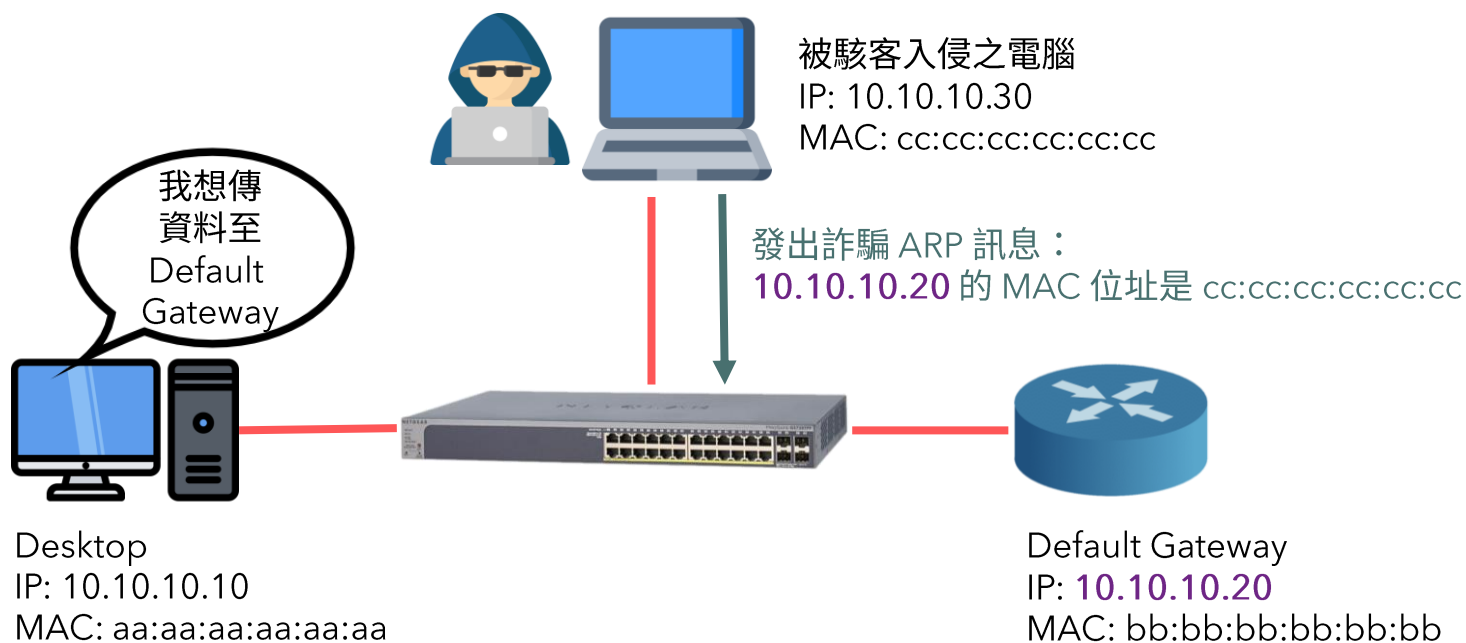 被駭客入侵之電腦
IP: 10.10.10.30
MAC: cc:cc:cc:cc:cc:cc
我想傳
資料至
Default
Gateway
發出詐騙 ARP 訊息：
10.10.10.20 的 MAC 位址是 cc:cc:cc:cc:cc:cc
NETGEAR
Desktop
IP: 10.10.10.10
MAC: aa:aa:aa:aa:aa:aa
Default Gateway
IP: 10.10.10.20
MAC: bb:bb:bb:bb:bb:bb